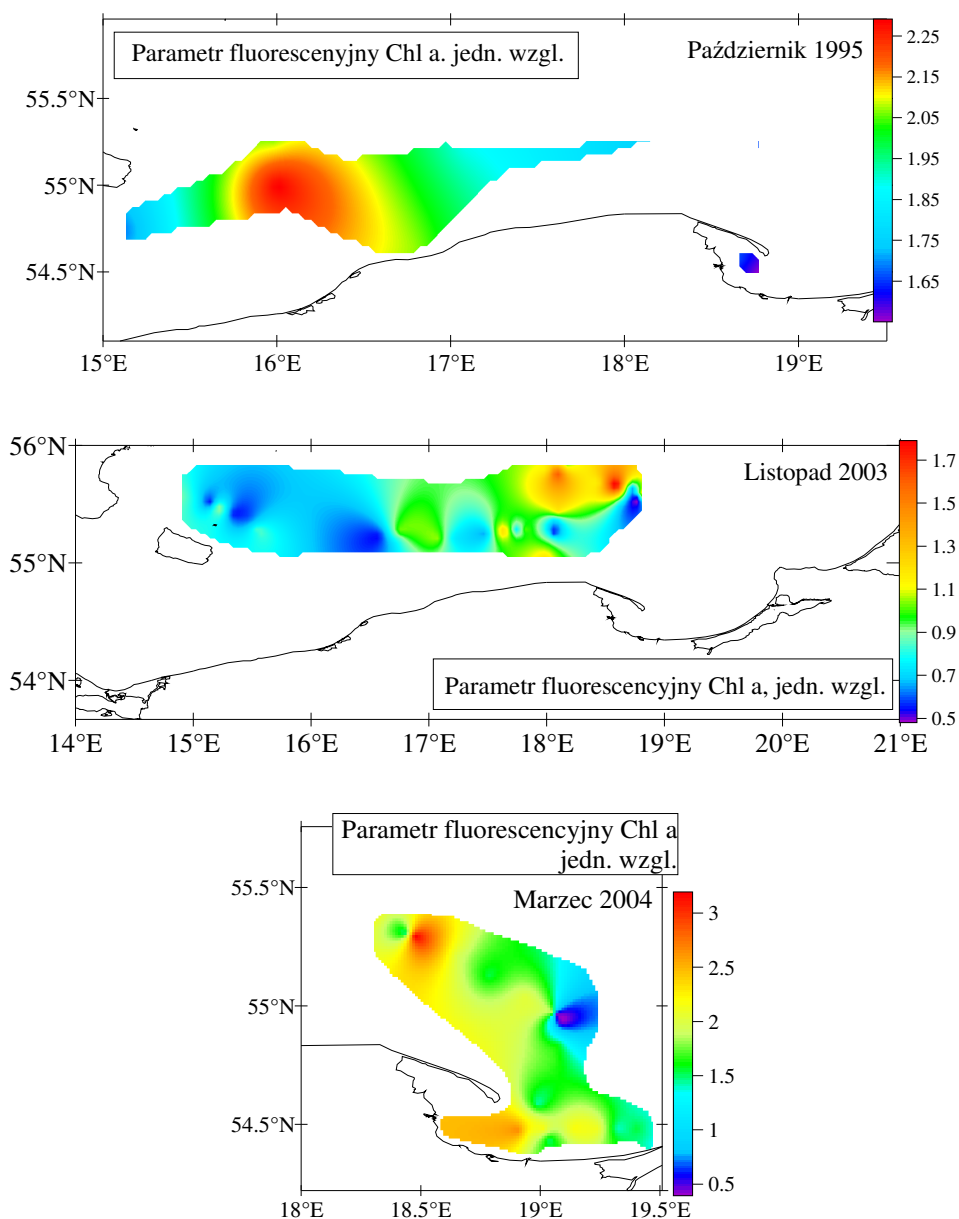 Parametr fluorescenyjny Chl a. jedn. wzgl.
Październik 1995
55.5°N
55°N
54.5°N
15°E
16°E
17°E
18°E
19°E
2.25
2.15
2.05
1.95
1.85
1.75
1.65
56°N
55°N
54°N
Listopad 2003
Parametr fluorescencyjny Chl a, jedn. wzgl.
14°E
15°E
16°E
17°E
18°E
19°E
20°E
21°E
1.7
1.5
1.3
1.1
0.9
0.7
0.5
Parametr fluorescencyjny Chl a
jedn. wzgl.
Marzec 2004
55.5°N
55°N
54.5°N
18°E
18.5°E
19°E
19.5°E
3
2.5
2
1.5
1
0.5